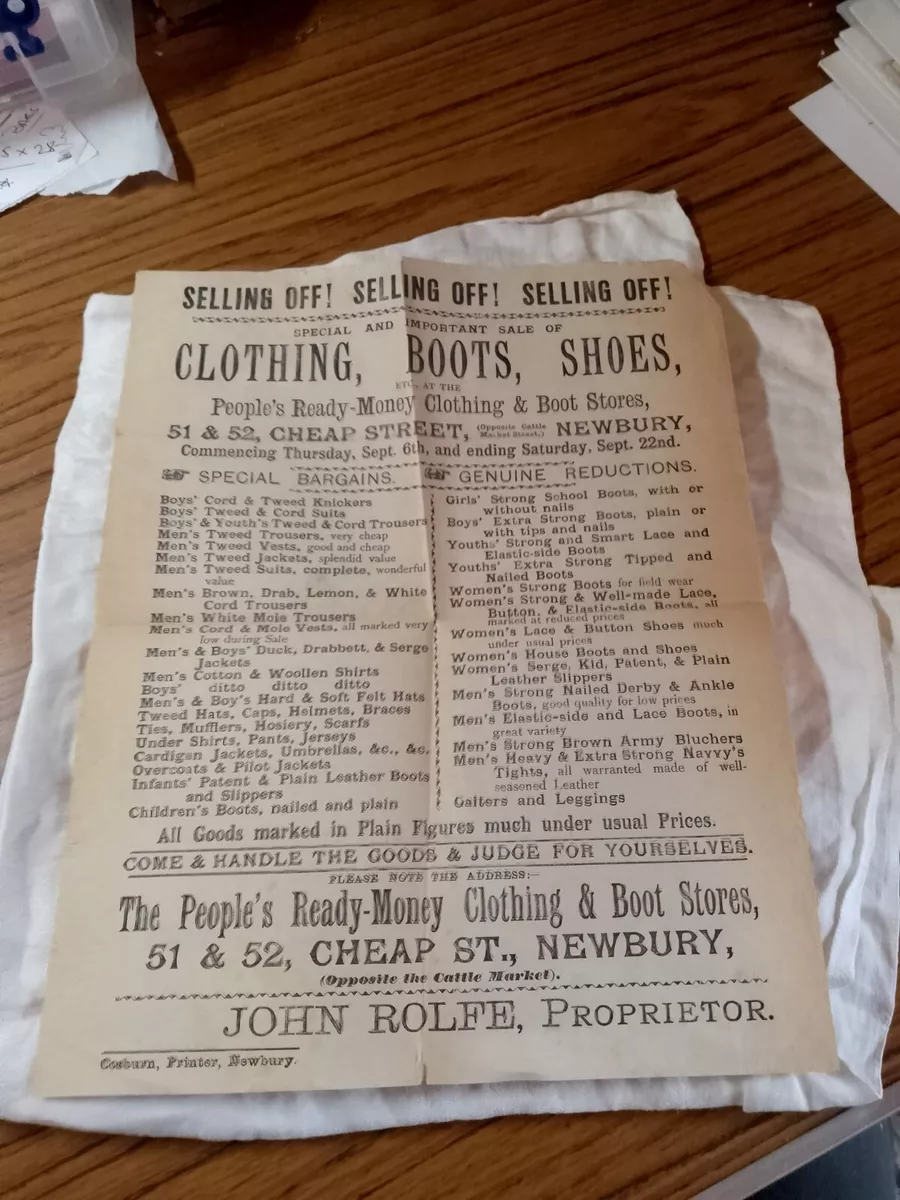 5 x 28
SELLING OFF! SELLING OFF! SELLING OFF!
SPECIAL AND IMPORTANT SALE OF
CLOTHING, BOOTS, SHOES,
ETC., AT THE
People's Ready-Money Clothing & Boot Stores,
51 & 52, CHEAP STREET, (Opposite Cattle Market Street,) NEWBURY,
Commencing Thursday, Sept. 6th, and ending Saturday, Sept. 22nd.
SPECIAL BARGAINS. GENUINE REDUCTIONS.
Boys' Cord & Tweed Knickers
Boys' Tweed & Cord Suits
Boys' & Youth's Tweed & Cord Trousers
Men's Tweed Trousers, very cheap
Men's Tweed Vests, good and cheap
Men's Tweed Jackets, splendid value
Men's Tweed Suits, complete, wonderful
value
Men's Brown, Drab, Lemon, & White
Cord Trousers
Men's White Mole Trousers
Men's Cord & Mole Vests, all marked very
low during Sale
Men's & Boys' Duck, Drabbett, & Serge
Jackets
Men's Cotton & Woollen Shirts
Boys' ditto ditto ditto
Men's & Boy's Hard & Soft Felt Hats
Tweed Hats, Caps, Helmets, Braces
Ties, Mufflers, Hosiery, Scarfs
Under Shirts, Pants, Jerseys
Cardigan Jackets, Umbrellas, &c., &c.
Overcoats & Pilot Jackets
Infants' Patent & Plain Leather Boots
and Slippers
Children's Boots, nailed and plain
Girls' Strong School Boots, with or
without nails
Boys' Extra Strong Boots, plain or
with tips and nails
Youths' Strong and Smart Lace and
Elastic-side Boots
Youths' Extra Strong Tipped and
Nailed Boots
Women's Strong Boots for field wear
Women's Strong & Well-made Lace,
Button, & Elastic-side Boots, all
marked at reduced prices
Women's Lace & Button Shoes much
under usual prices
Women's House Boots and Shoes
Women's Serge, Kid, Patent, & Plain
Leather Slippers
Men's Strong Nailed Derby & Ankle
Boots, good quality for low prices
Men's Elastic-side and Lace Boots, in
great variety
Men's Strong Brown Army Bluchers
Men's Heavy & Extra Strong Navvy's
Tights, all warranted made of well-
seasoned Leather
Gaiters and Leggings
All Goods marked in Plain Figures much under usual Prices.
COME & HANDLE THE GOODS & JUDGE FOR YOURSELVES.
PLEASE NOTE THE ADDRESS:—
The People's Ready-Money Clothing & Boot Stores,
51 & 52, CHEAP ST., NEWBURY,
(Opposite the Cattle Market).
JOHN ROLFE, PROPRIETOR.
Cosburn, Printer, Newbury.